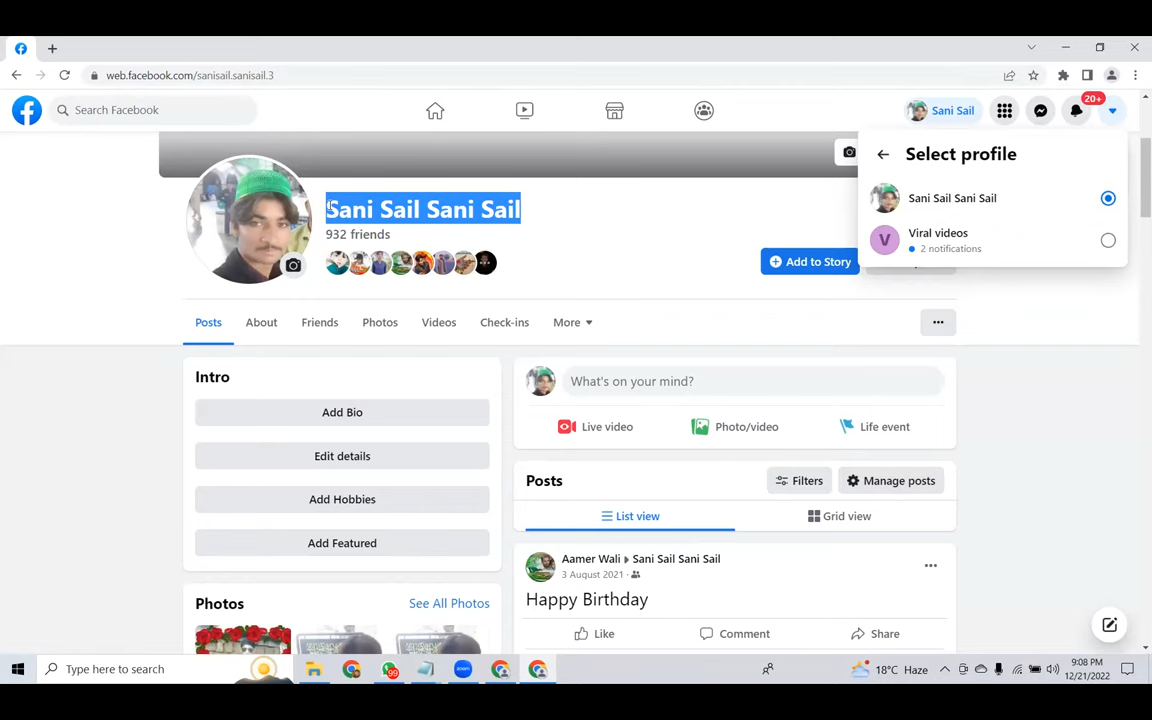 web.facebook.com/sanisail.sanisail.3
Search Facebook
Sani Sail
20+
Select profile
Sani Sail Sani Sail
V
Viral videos
2 notifications
Sani Sail Sani Sail
932 friends
Add to Story
Posts
About
Friends
Photos
Videos
Check-ins
More
Intro
Add Bio
Edit details
Add Hobbies
Add Featured
Photos
See All Photos
What's on your mind?
Live video
Photo/video
Life event
Posts
Filters
Manage posts
List view
Grid view
Aamer Wali Sani Sail Sani Sail
3 August 2021
Happy Birthday
Like
Comment
Share
Type here to search
99
zoom
18°C Haze
9:08 PM
12/21/2022